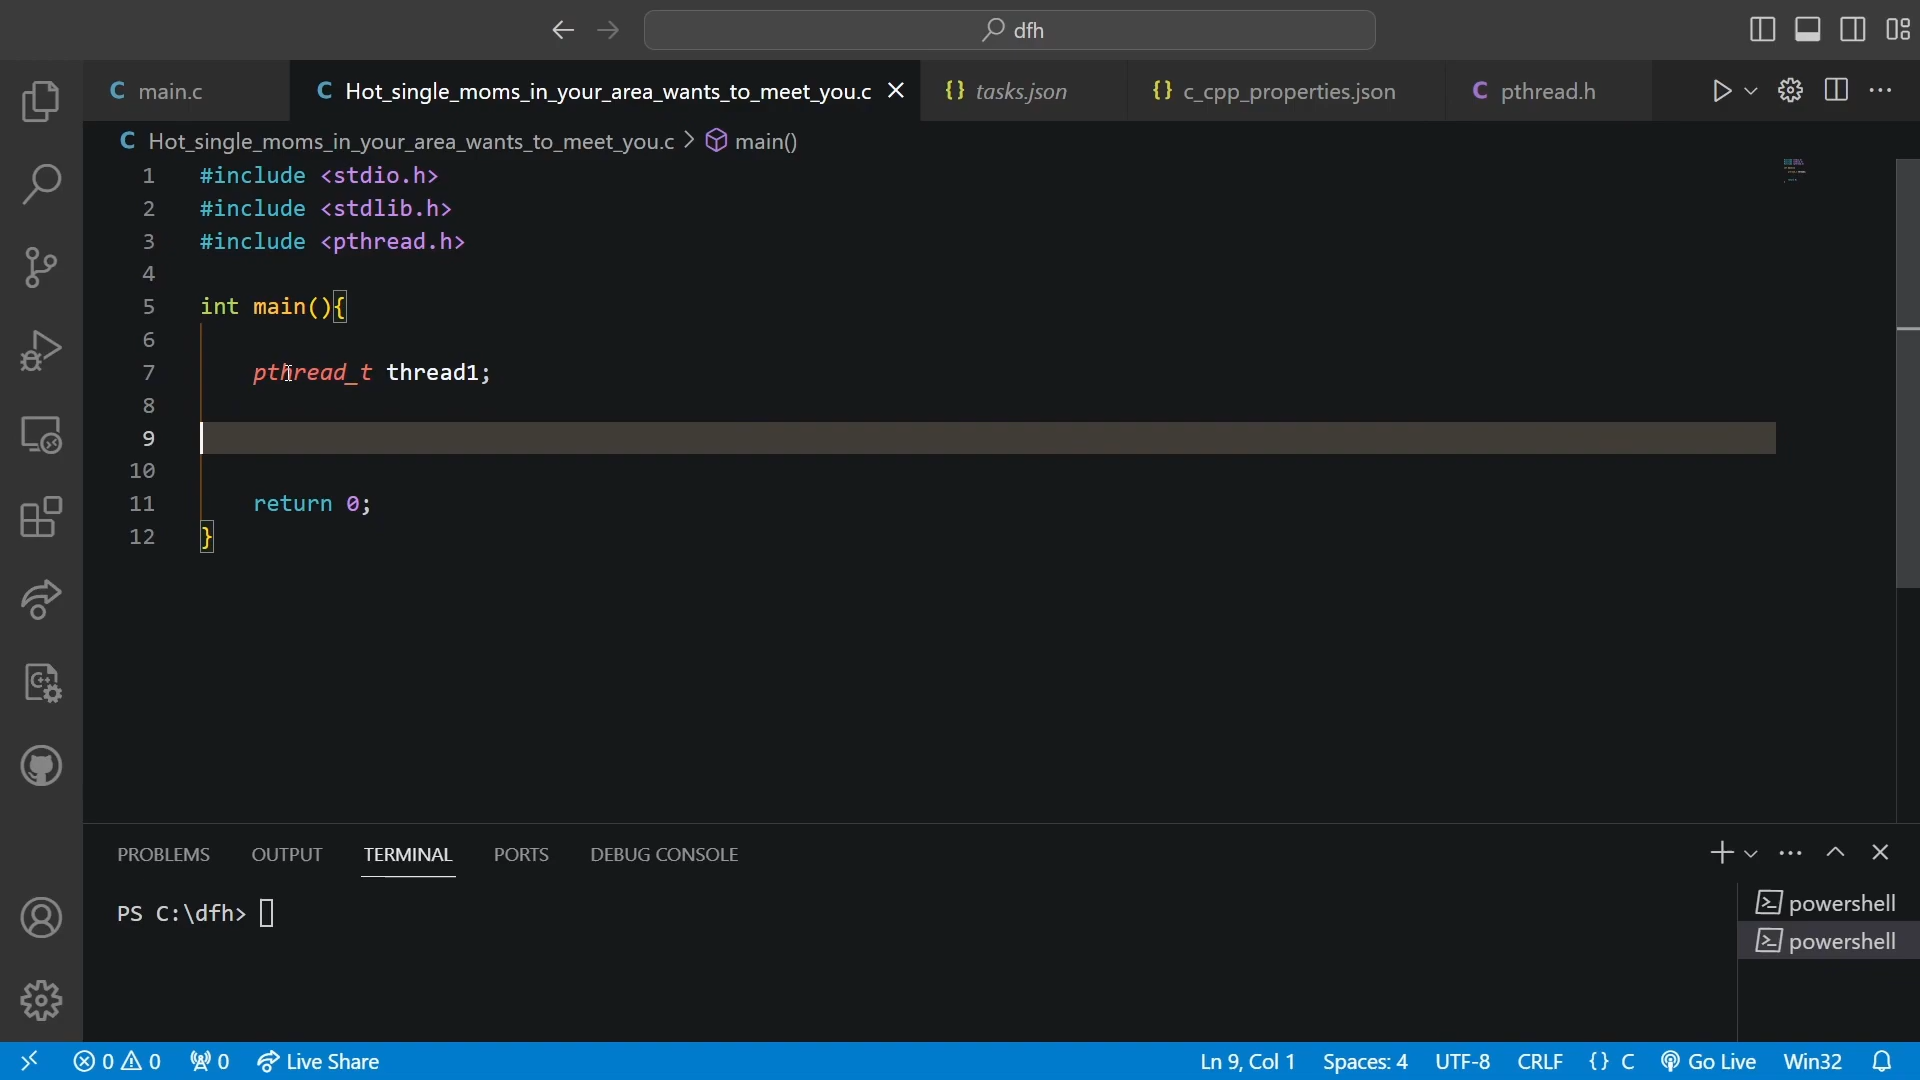 dfh
main.c
Hot_single_moms_in_your_area_wants_to_meet_you.c
tasks.json
c_cpp_properties.json
pthread.h
Hot_single_moms_in_your_area_wants_to_meet_you.c > main()
1 #include <stdio.h>
2 #include <stdlib.h>
3 #include <pthread.h>
4
5 int main(){
6
7 pthread_t thread1;
8
9
10
11 return 0;
12 }
PROBLEMS OUTPUT TERMINAL PORTS DEBUG CONSOLE
PS C:\dfh>
powershell
powershell
0 0 0 Live Share Ln 9, Col 1 Spaces: 4 UTF-8 CRLF {} C Go Live Win32